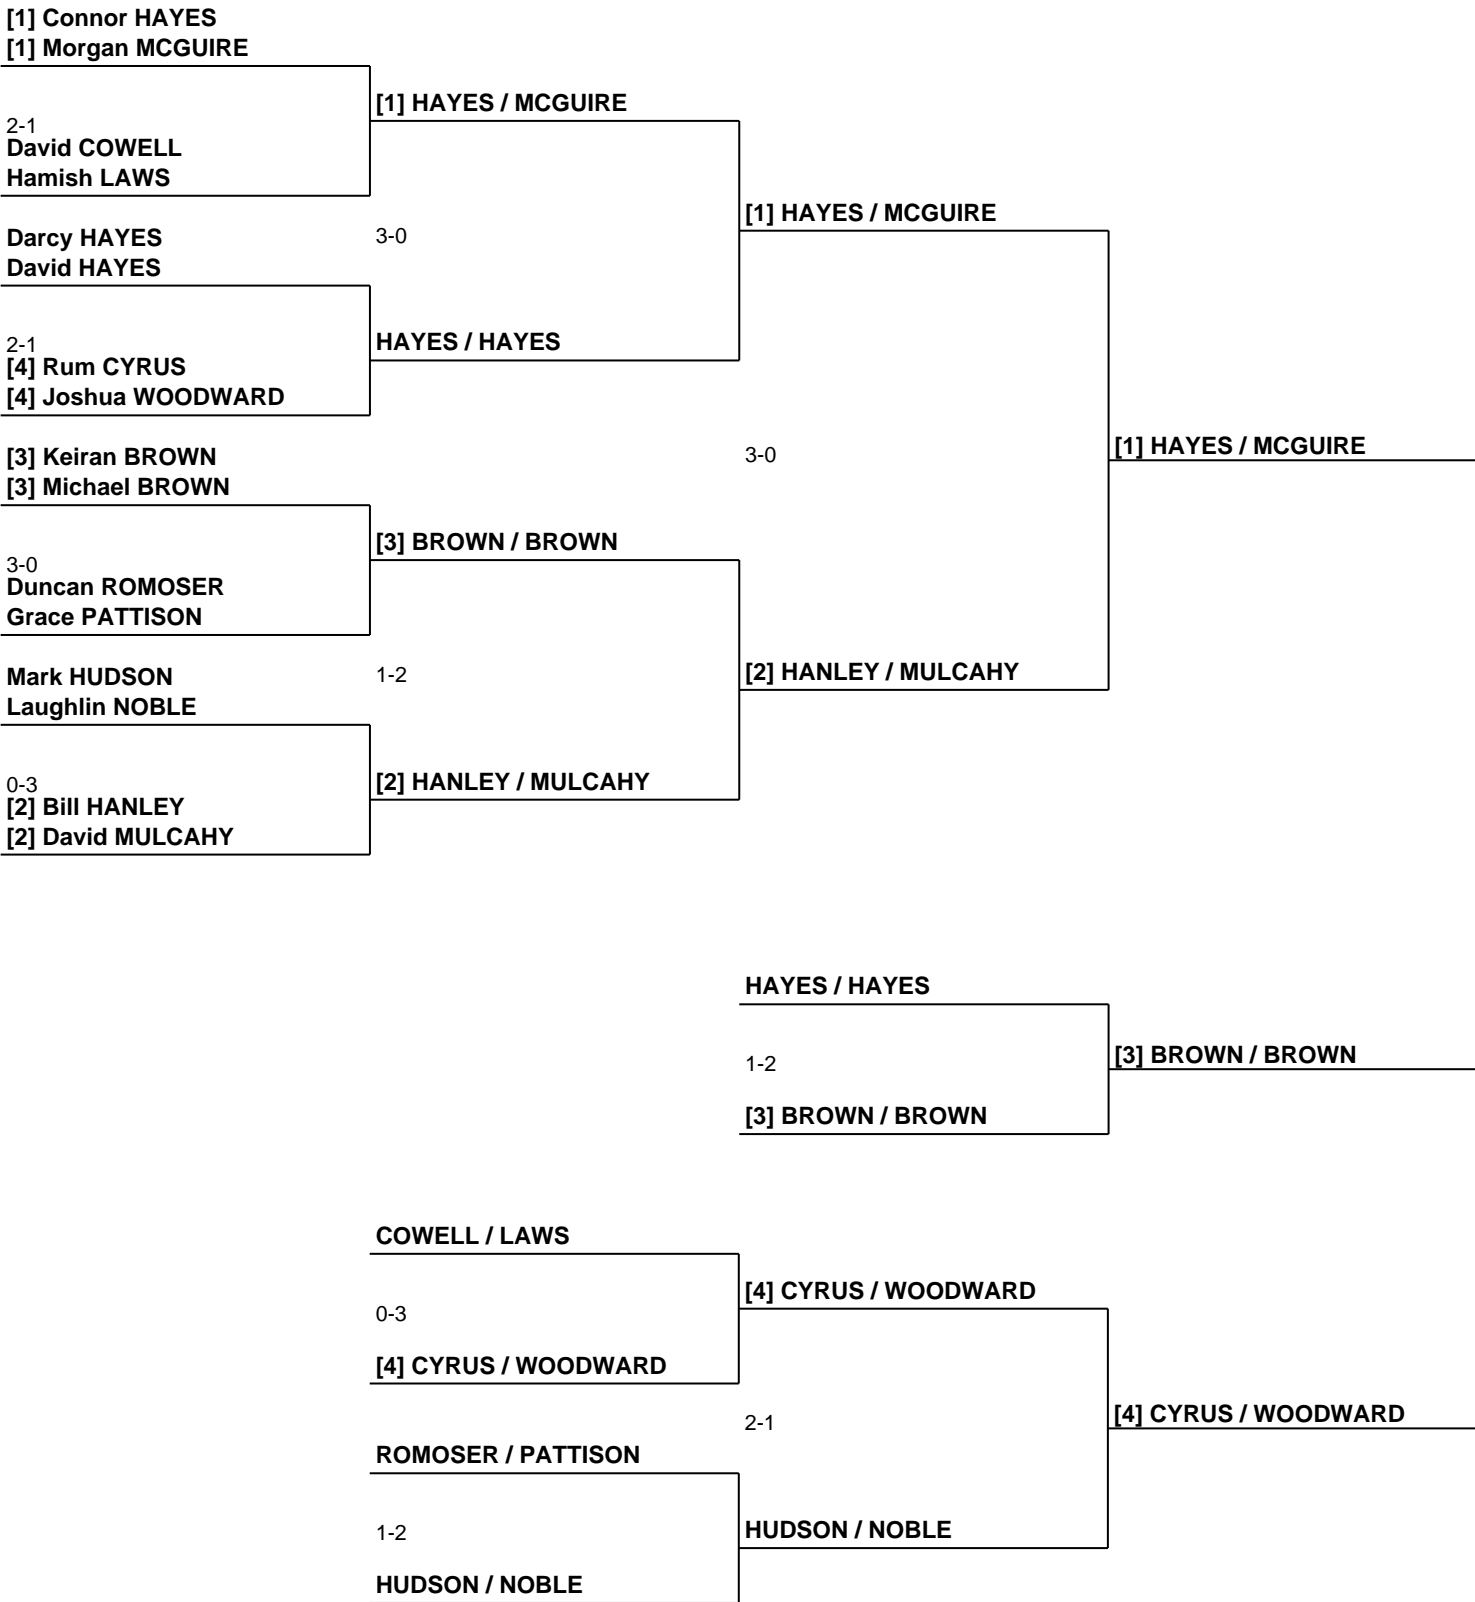 [1] Connor HAYES
[1] Morgan MCGUIRE
[1] HAYES / MCGUIRE
2-1
David COWELL
Hamish LAWS
[1] HAYES / MCGUIRE
Darcy HAYES
3-0
David HAYES
HAYES / HAYES
2-1
[4] Rum CYRUS
[4] Joshua WOODWARD
[1] HAYES / MCGUIRE
3-0
[3] Keiran BROWN
[3] Michael BROWN
[3] BROWN / BROWN
3-0
Duncan ROMOSER
Grace PATTISON
[2] HANLEY / MULCAHY
1-2
Mark HUDSON
Laughlin NOBLE
[2] HANLEY / MULCAHY
0-3
[2] Bill HANLEY
[2] David MULCAHY
HAYES / HAYES
[3] BROWN / BROWN
1-2
[3] BROWN / BROWN
COWELL / LAWS
[4] CYRUS / WOODWARD
0-3
[4] CYRUS / WOODWARD
[4] CYRUS / WOODWARD
2-1
ROMOSER / PATTISON
HUDSON / NOBLE
1-2
HUDSON / NOBLE